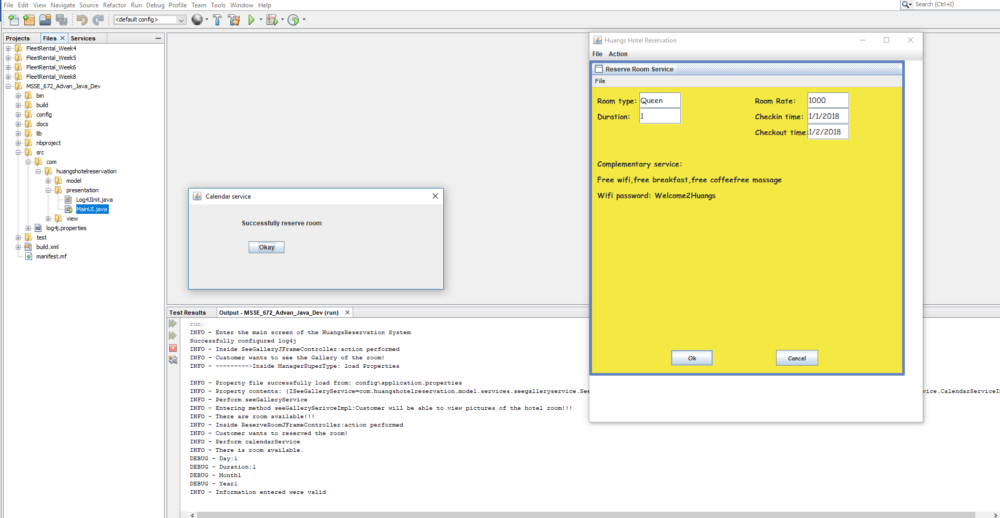 File Edit View Navigate Source Refactor Run Debug Profile Team Tools Window Help
Search (Ctrl+I)
<default config>
Projects Files Services
FleetRental_Week4
FleetRental_Week5
FleetRental_Week6
FleetRental_Week8
MSSE_672_Advan_Java_Dev
bin
build
config
docs
lib
nbproject
src
com
huangshotelreservation
model
presentation
Log4JInit.java
MainUI.java
view
log4j.properties
test
build.xml
manifest.mf
Calendar service
Successfully reserve room
Okay
Huangs Hotel Reservation
File Action
Reserve Room Service
File
Room type: Queen Room Rate: 1000
Duration: 1 Checkin time: 1/1/2018
Checkout time: 1/2/2018
Complementary service:
Free wifi,free breakfast,free coffeefree massage
Wifi password: Welcome2Huangs
Ok Cancel
Test Results Output - MSSE_672_Advan_Java_Dev (run)
run:
INFO - Enter the main screen of the HuangsReservation System
Successfully configured log4j
INFO - Inside SeeGalleryJFrameController:action performed
INFO - Customer wants to see the Gallery of the room!
INFO - --------->Inside ManagerSuperType: load Properties
INFO - Property file successfully load from: config\application.properties
INFO - Property contents: {ISeeGalleryService=com.huangshotelreservation.model.services.seegalleryservice.See vice.CalendarServiceI
INFO - Perform seeGalleryService
INFO - Entering method seeGallerySerivceImpl:Customer will be able to view pictures of the hotel room!!!
INFO - There are room available!!!
INFO - Inside ReserveRoomJFrameController:action performed
INFO - Customer wants to reserved the room!
INFO - Perform calendarService
INFO - There is room available.
DEBUG - Day:1
DEBUG - Duration:1
DEBUG - Month1
DEBUG - Year1
INFO - Information entered were valid